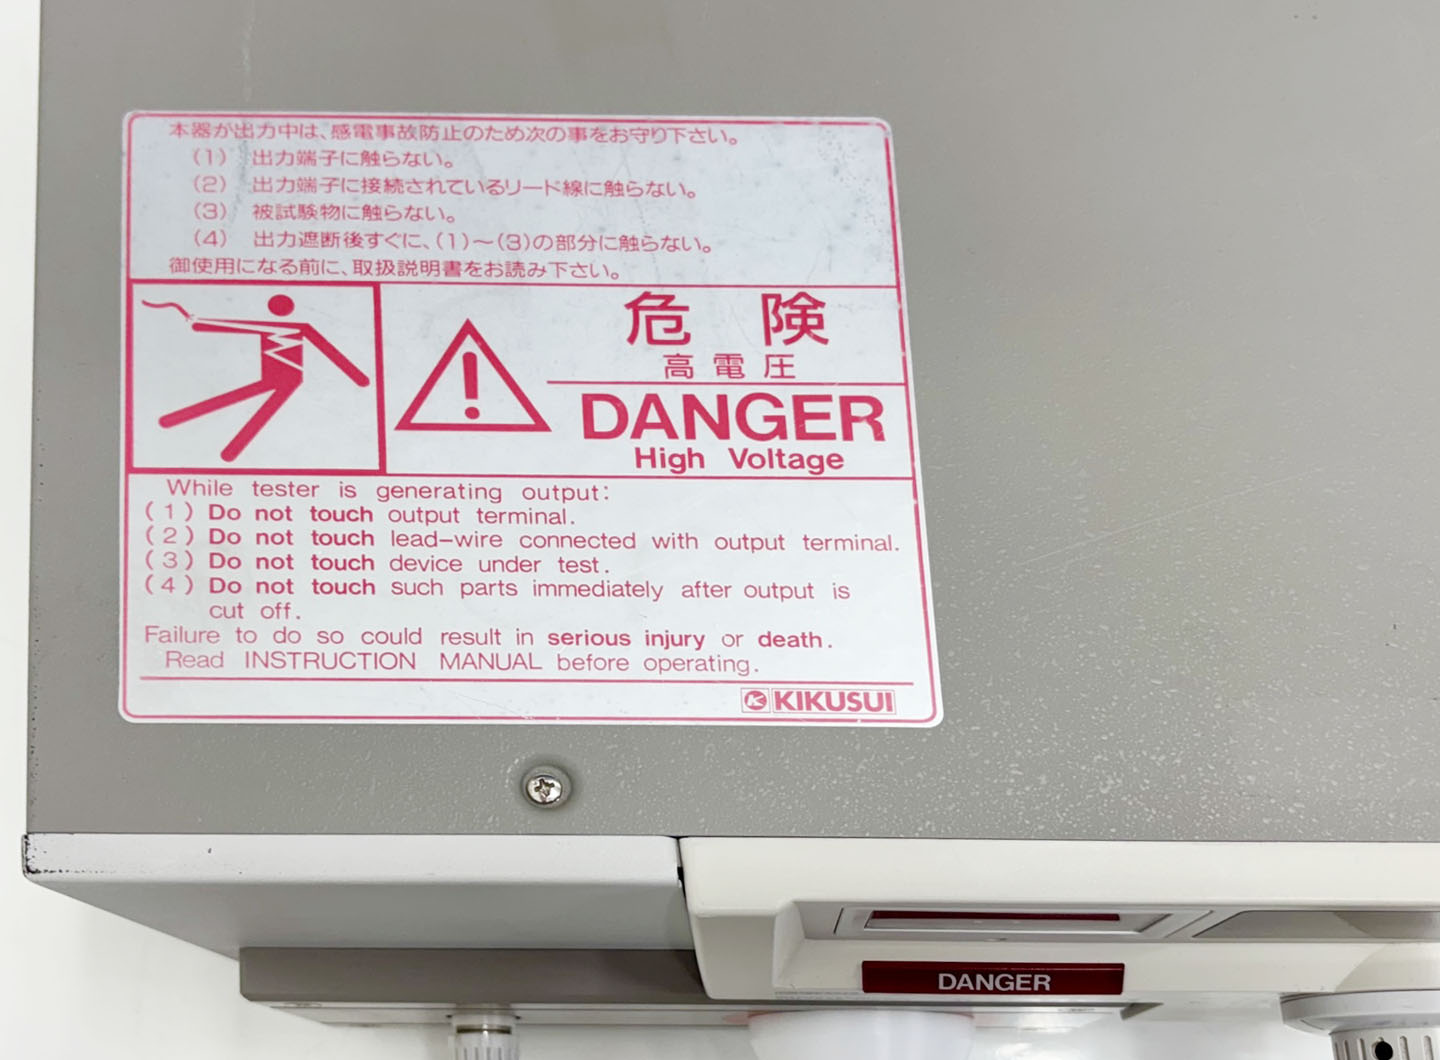 本器が出力中は、感電事故防止のため次の事をお守り下さい。
(1) 出力端子に触らない。
(2) 出力端子に接続されているリード線に触らない。
(3) 被試験物に触らない。
(4) 出力遮断後すぐに、(1)～(3)の部分に触らない。
御使用になる前に、取扱説明書をお読み下さい。
危険
高電圧
DANGER
High Voltage
While tester is generating output:
(1) Do not touch output terminal.
(2) Do not touch lead-wire connected with output terminal.
(3) Do not touch device under test.
(4) Do not touch such parts immediately after output is
cut off.
Failure to do so could result in serious injury or death.
Read INSTRUCTION MANUAL before operating.
KIKUSUI
DANGER